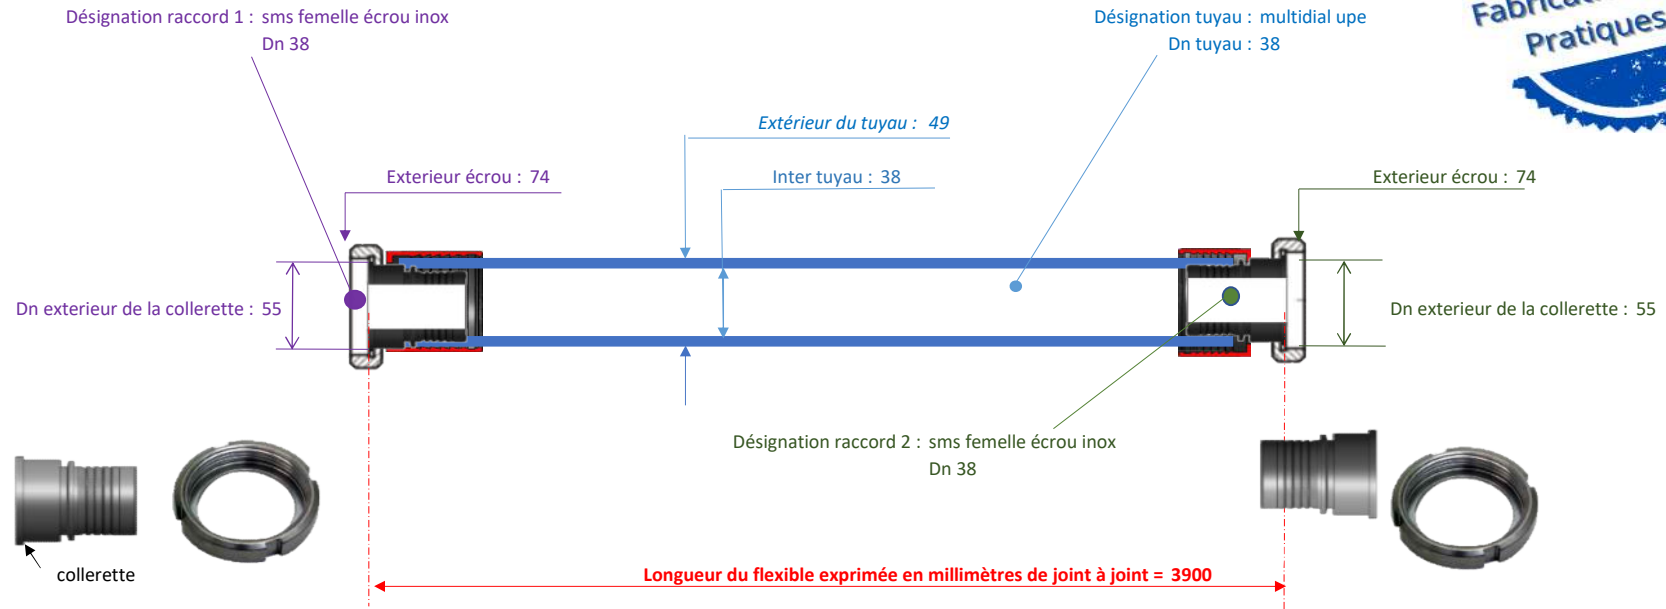 Désignation raccord 1 : sms femelle écrou inox
Dn 38
Désignation tuyau : multidial upe
Dn tuyau : 38
Pratiques
Extérieur du tuyau : 49
Exterieur écrou : 74
Inter tuyau : 38
Exterieur écrou : 74
Dn exterieur de la collerette : 55
Dn exterieur de la collerette : 55
Désignation raccord 2 : sms femelle écrou inox
Dn 38
collerette
Longueur du flexible exprimée en millimètres de joint à joint = 3900